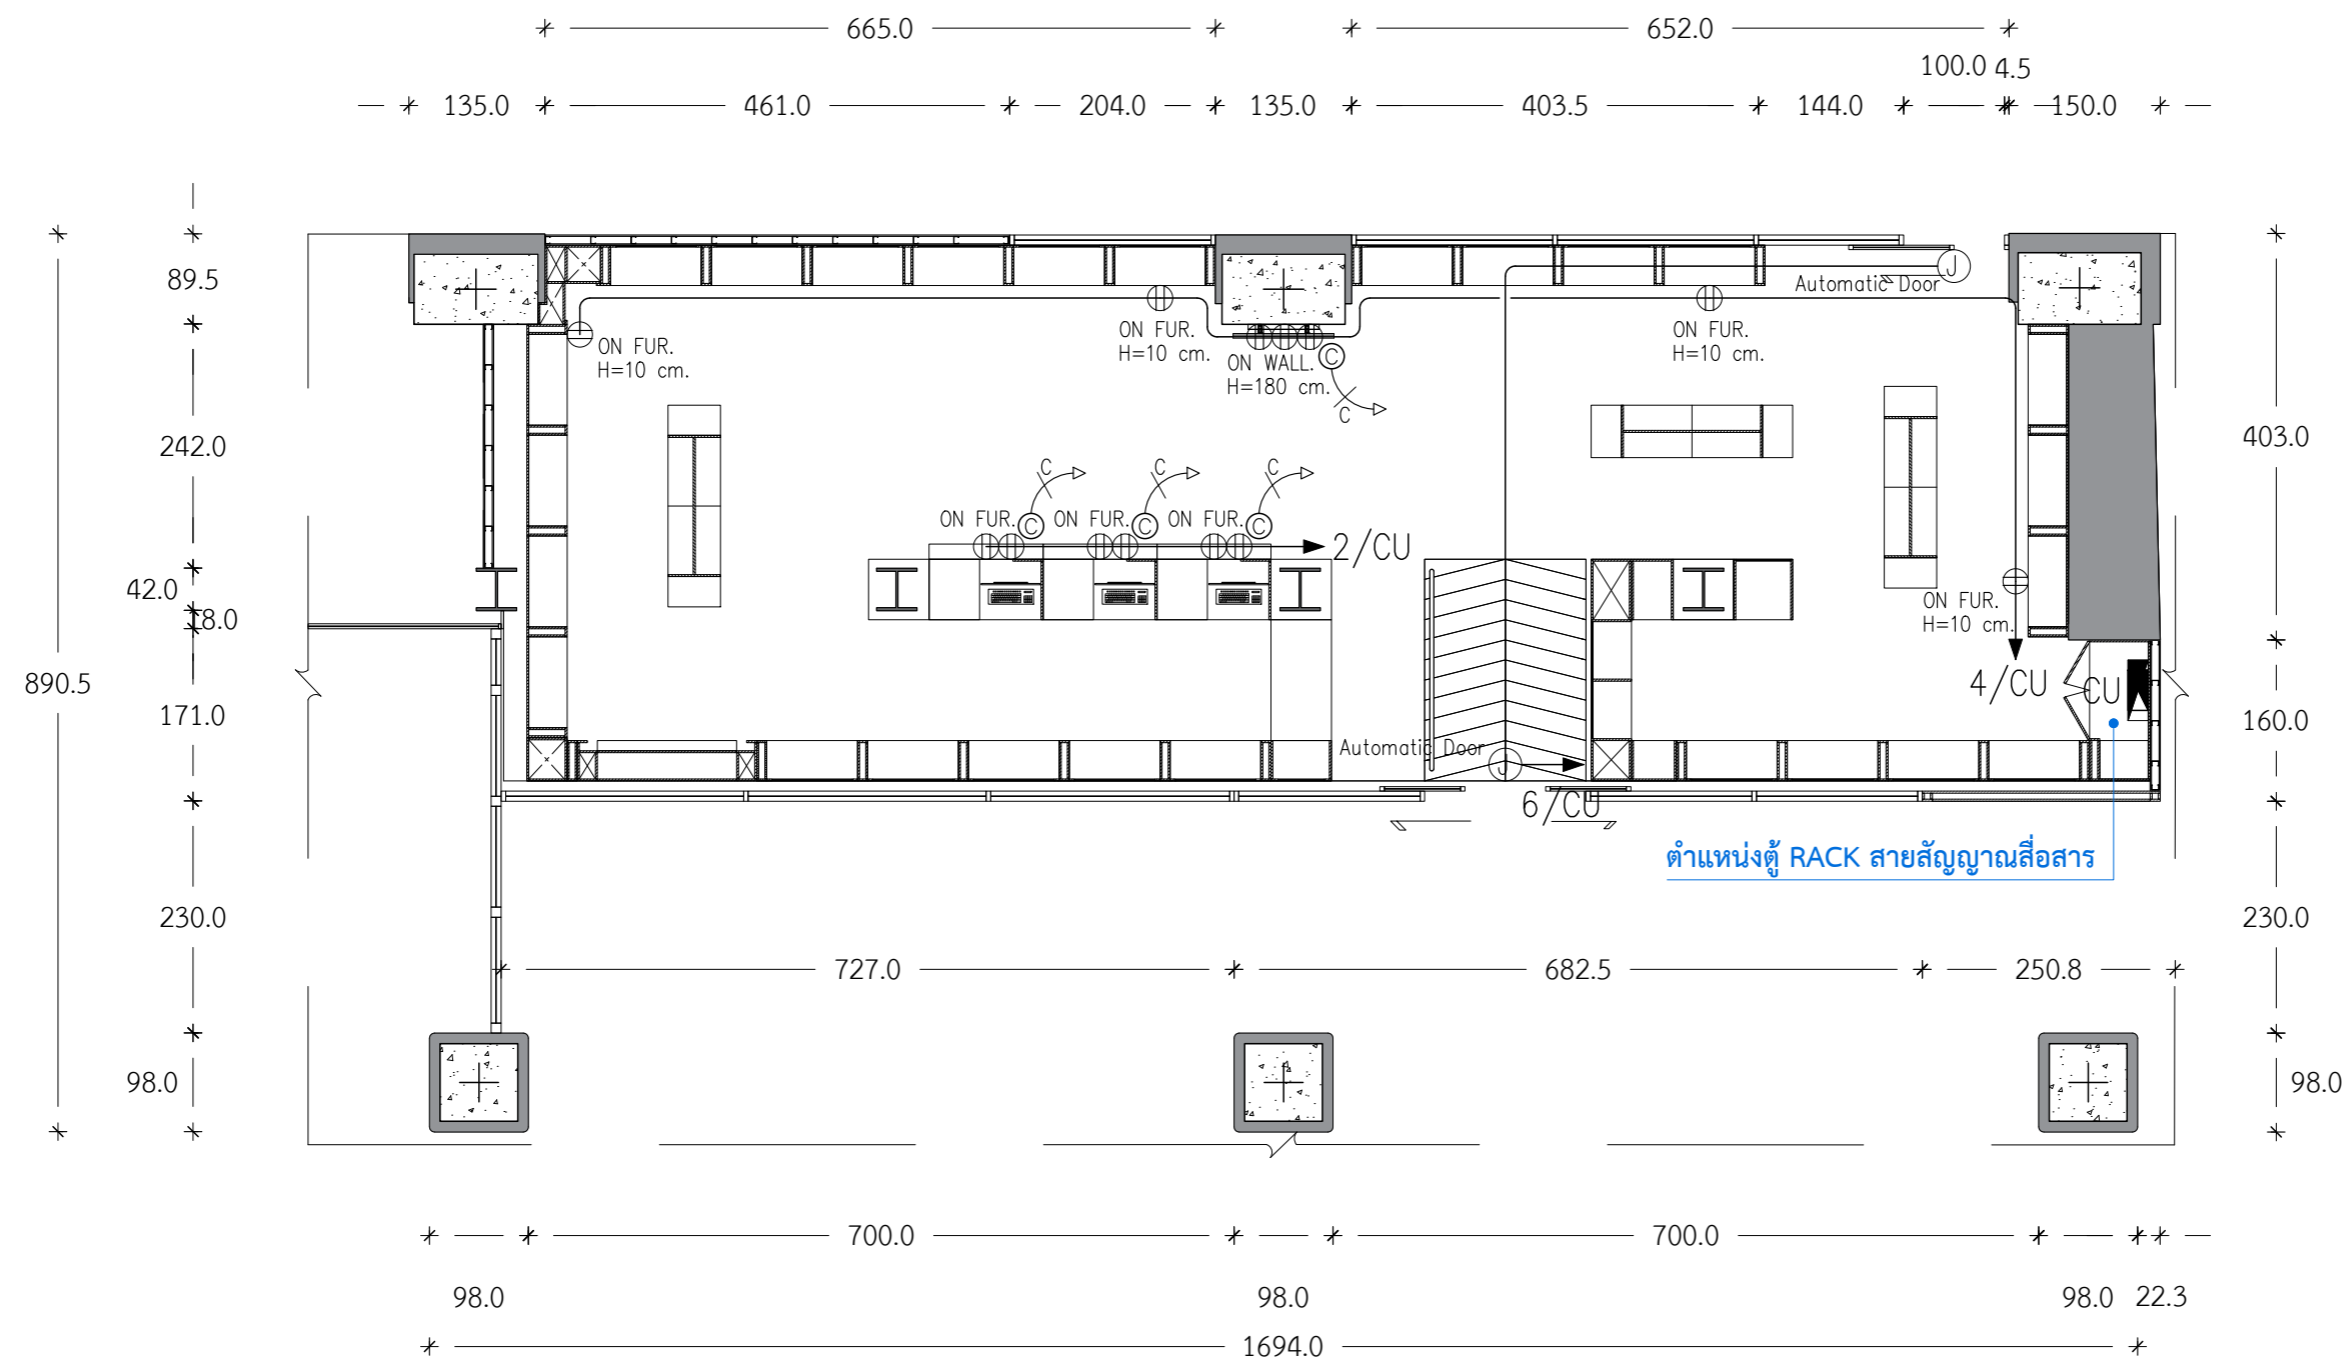 665.0 652.0
100.0 4.5
135.0 461.0 204.0 135.0 403.5 144.0 150.0
89.5
Automatic Door J
ON FUR.
H=10 cm.
ON FUR.
H=10 cm.
ON WALL.
H=180 cm.
C
C
ON FUR.
H=10 cm.
242.0
403.0
C C C
ON FUR. C ON FUR. C ON FUR. C
2/CU
42.0
18.0
ON FUR.
H=10 cm.
890.5
171.0
4/CU CU
160.0
Automatic Door J
6/CU
ตำแหน่งตู้ RACK สายสัญญาณสื่อสาร
230.0 230.0
727.0 682.5 250.8
98.0 98.0
700.0 700.0
98.0 98.0 98.0 22.3
1694.0